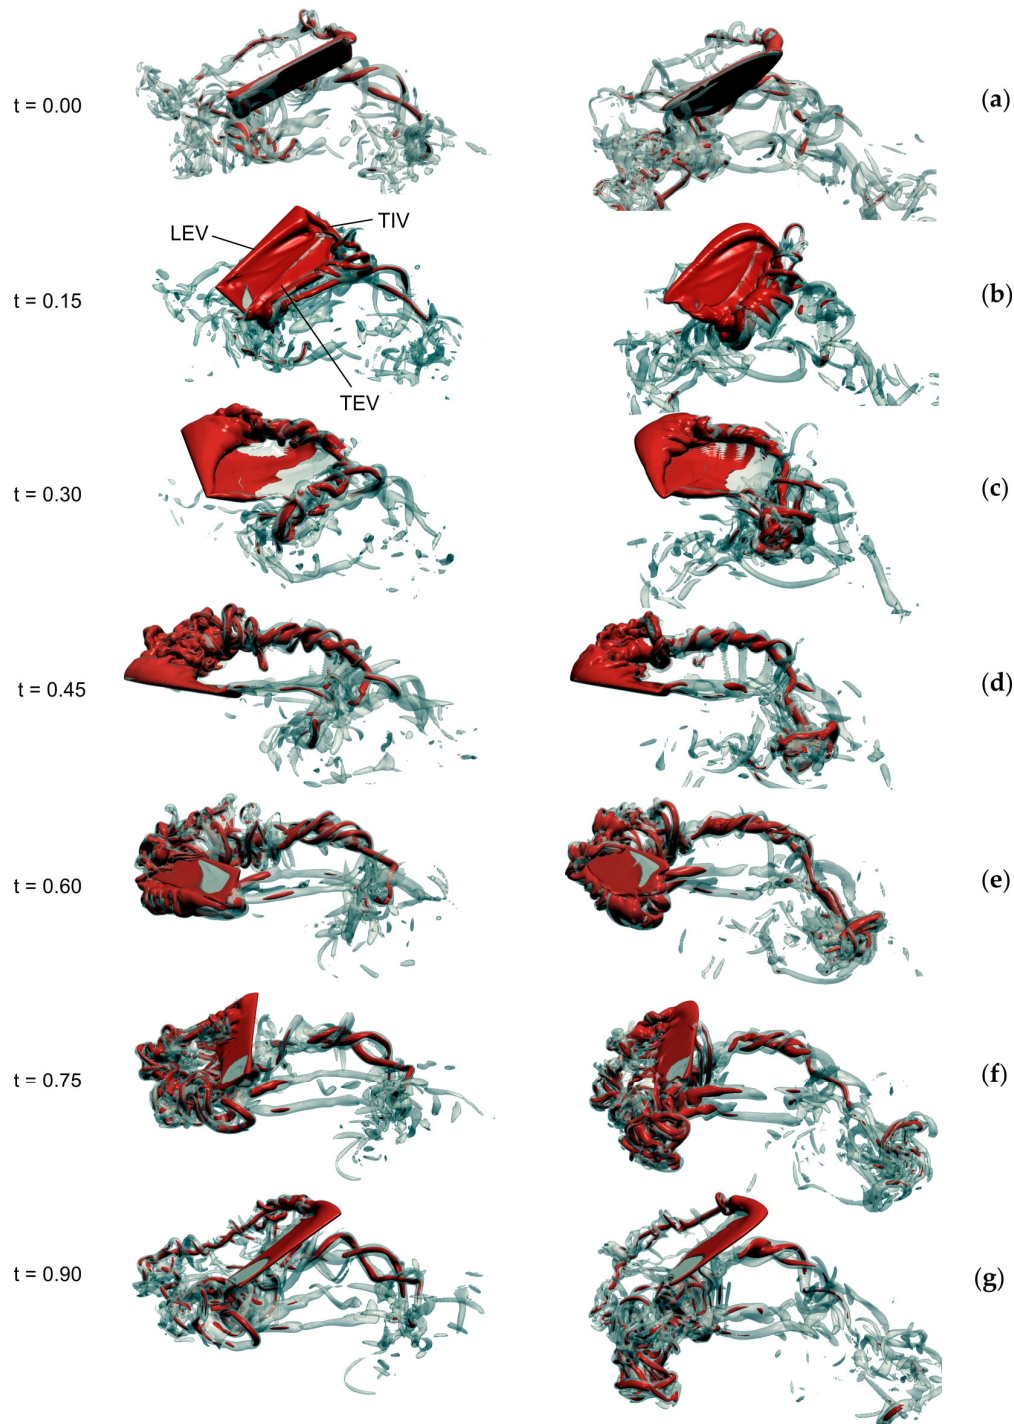 t = 0.00
(a)
LEV
TIV
t = 0.15
(b)
TEV
t = 0.30
(c)
t = 0.45
(d)
t = 0.60
(e)
t = 0.75
(f)
t = 0.90
(g)